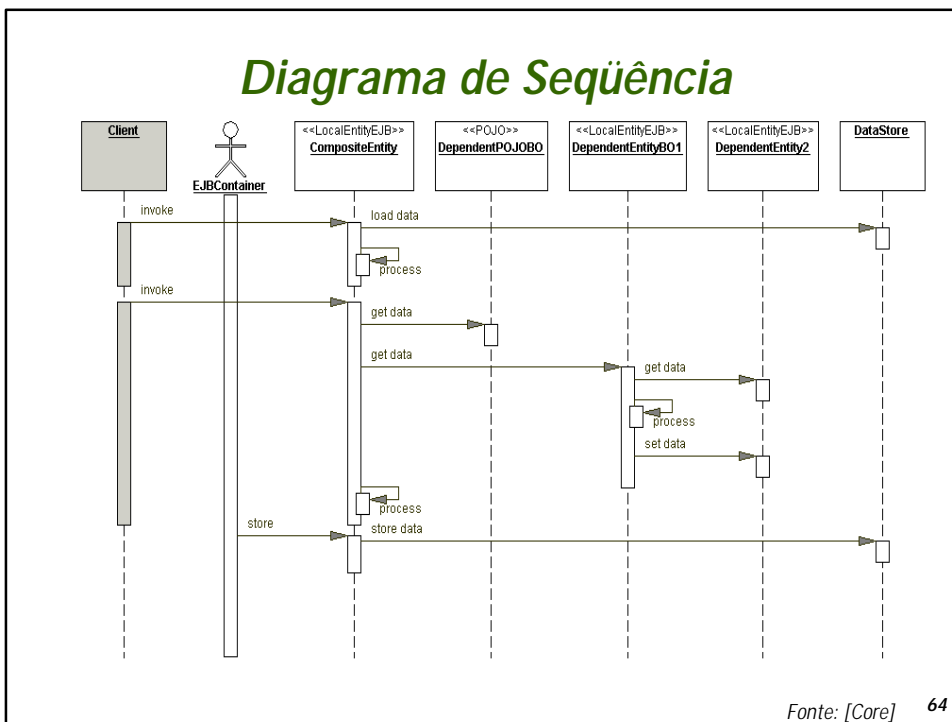 Diagrama de Seqüência
Client
EJBContainer
<<LocalEntityEJB>>
CompositeEntity
<<POJO>>
DependentPOJOBO
<<LocalEntityEJB>>
DependentEntityBO1
<<LocalEntityEJB>>
DependentEntity2
DataStore
invoke
load data
process
invoke
get data
get data
get data
process
set data
process
store
store data
Fonte: [Core]
64